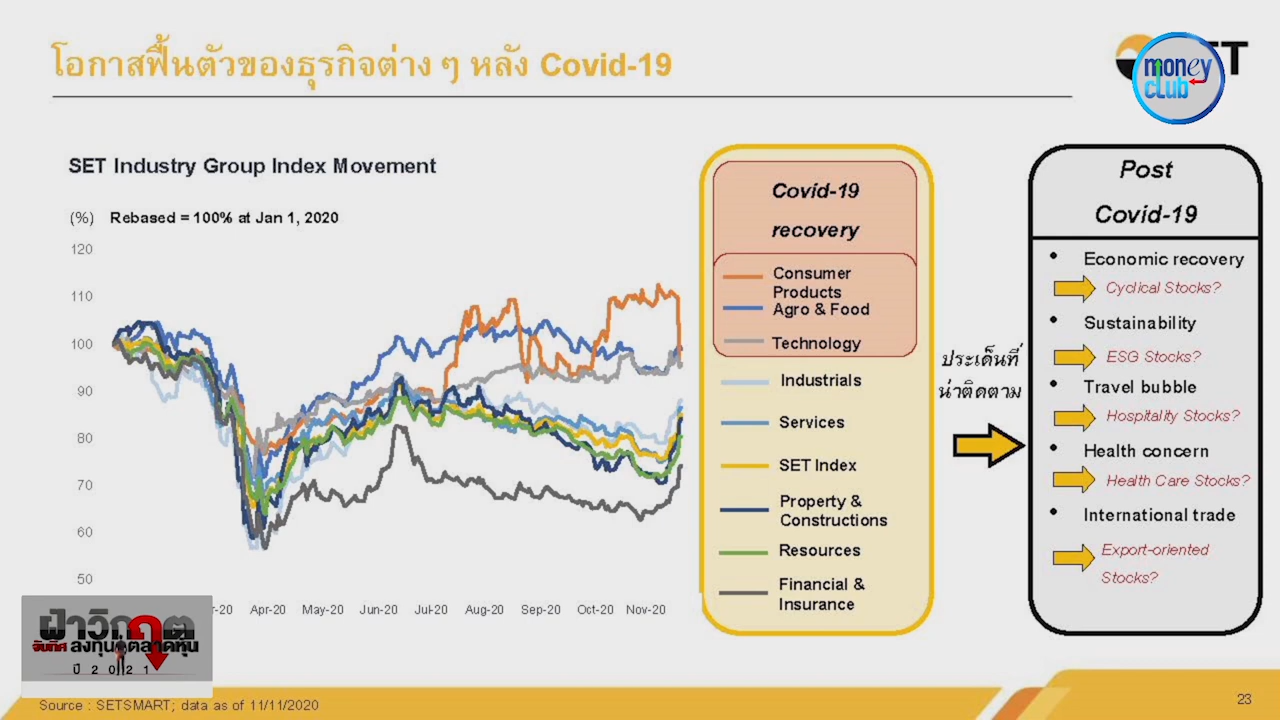 โอกาสฟื้นตัวของธุรกิจต่าง ๆ หลัง Covid-19
money
club
SET Industry Group Index Movement
(%) Rebased = 100% at Jan 1, 2020
120
110
100
90
80
70
60
50
Apr-20 May-20 Jun-20 Jul-20 Aug-20 Sep-20 Oct-20 Nov-20
Covid-19
recovery
Consumer
Products
Agro & Food
Technology
Industrials
Services
SET Index
Property &
Constructions
Resources
Financial &
Insurance
ประเด็นที่
น่าติดตาม
Post
Covid-19
• Economic recovery
Cyclical Stocks?
• Sustainability
ESG Stocks?
• Travel bubble
Hospitality Stocks?
• Health concern
Health Care Stocks?
• International trade
Export-oriented
Stocks?
ฝ่าวิกฤต
จับทิศ ลงทุนตลาดหุ้น
ปี 2021
Source : SETSMART; data as of 11/11/2020
23